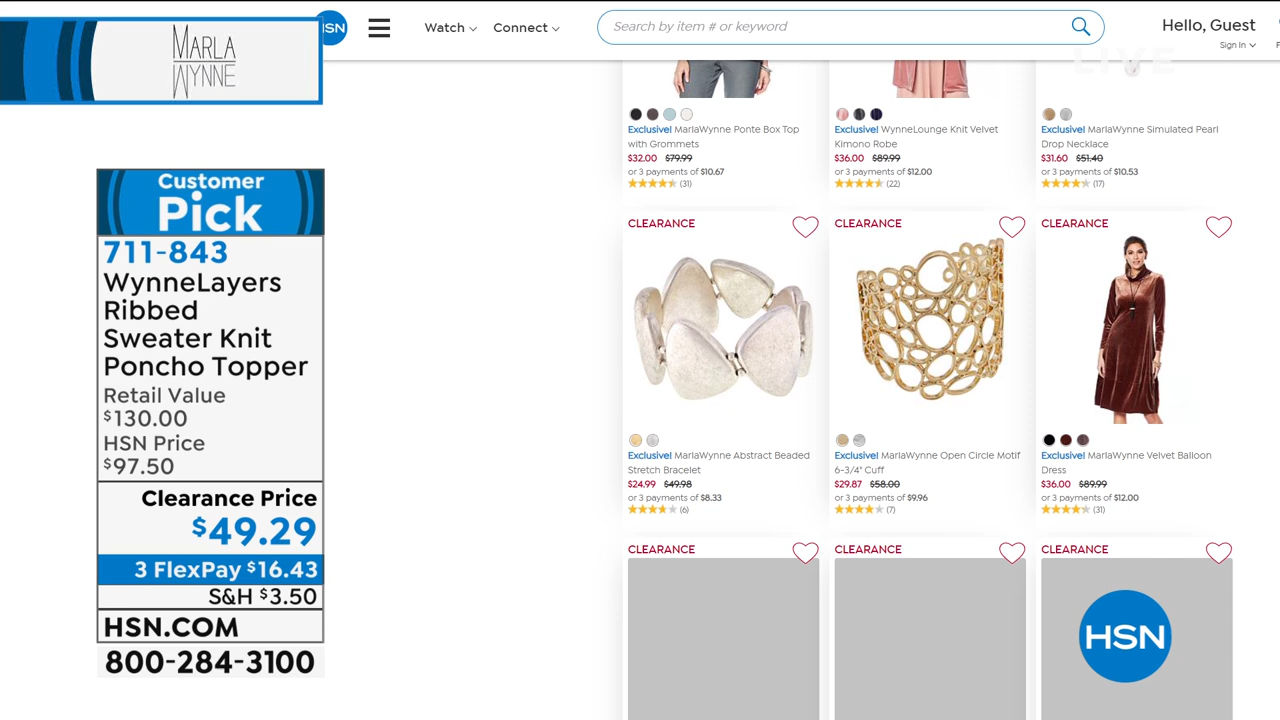 MARLA
WYNNE
HSN
Watch
Connect
Search by item # or keyword
Hello, Guest
Sign In
LIVE
Customer
Pick
711-843
WynneLayers
Ribbed
Sweater Knit
Poncho Topper
Retail Value
$130.00
HSN Price
$97.50
Clearance Price
$49.29
3 FlexPay $16.43
S&H $3.50
HSN.COM
800-284-3100
Exclusive! MarlaWynne Ponte Box Top
with Grommets
$32.00 $79.99
or 3 payments of $10.67
(31)
Exclusive! WynneLounge Knit Velvet
Kimono Robe
$36.00 $89.99
or 3 payments of $12.00
(22)
Exclusive! MarlaWynne Simulated Pearl
Drop Necklace
$31.60 $51.40
or 3 payments of $10.53
(17)
CLEARANCE
Exclusive! MarlaWynne Abstract Beaded
Stretch Bracelet
$24.99 $49.98
or 3 payments of $8.33
(6)
CLEARANCE
Exclusive! MarlaWynne Open Circle Motif
6-3/4" Cuff
$29.87 $58.00
or 3 payments of $9.96
(7)
CLEARANCE
Exclusive! MarlaWynne Velvet Balloon
Dress
$36.00 $89.99
or 3 payments of $12.00
(31)
CLEARANCE
CLEARANCE
CLEARANCE
HSN